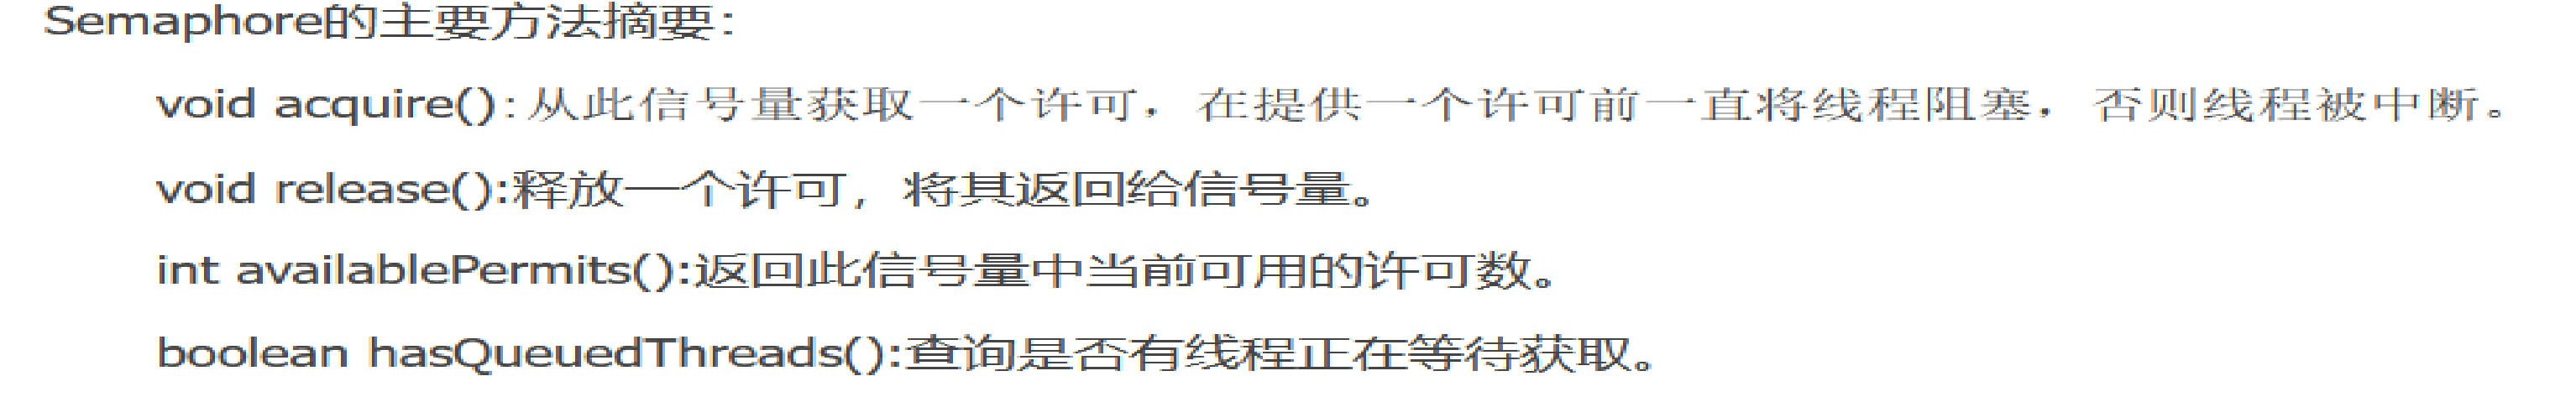 Semaphore的主要方法摘要：
void acquire():从此信号量获取一个许可，在提供一个许可前一直将线程阻塞，否则线程被中断。
void release():释放一个许可，将其返回给信号量。
int availablePermits():返回此信号量中当前可用的许可数。
boolean hasQueuedThreads():查询是否有线程正在等待获取。